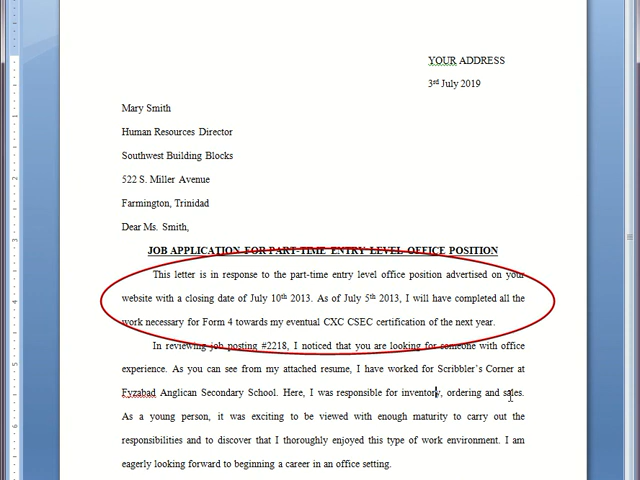 YOUR ADDRESS
3rd July 2019
Mary Smith
Human Resources Director
Southwest Building Blocks
522 S. Miller Avenue
Farmington, Trinidad
Dear Ms. Smith,
JOB APPLICATION FOR PART-TIME ENTRY LEVEL OFFICE POSITION
This letter is in response to the part-time entry level office position advertised on your
website with a closing date of July 10th 2013. As of July 5th 2013, I will have completed all the
work necessary for Form 4 towards my eventual CXC CSEC certification of the next year.
In reviewing job posting #2218, I noticed that you are looking for someone with office
experience. As you can see from my attached resume, I have worked for Scribbler's Corner at
Fyzabad Anglican Secondary School. Here, I was responsible for inventory, ordering and sales.
As a young person, it was exciting to be viewed with enough maturity to carry out the
responsibilities and to discover that I thoroughly enjoyed this type of work environment. I am
eagerly looking forward to beginning a career in an office setting.